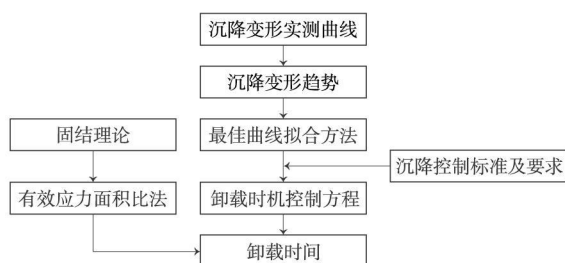 沉降变形实测曲线
沉降变形趋势
固结理论
最佳曲线拟合方法
沉降控制标准及要求
有效应力面积比法
卸载时机控制方程
卸载时间